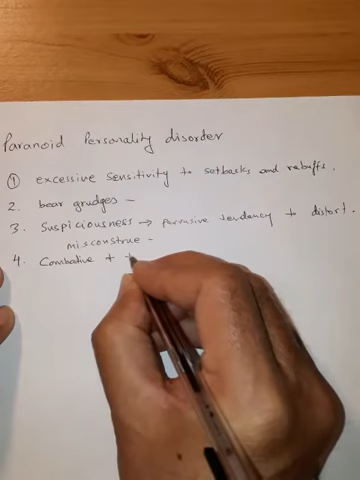 Paranoid Personality disorder
① excessive sensitivity to setbacks and rebuffs.
2. bear grudges -
3. Suspiciousness → pervasive tendency to distort.
misconstrue -
4. Combative + t